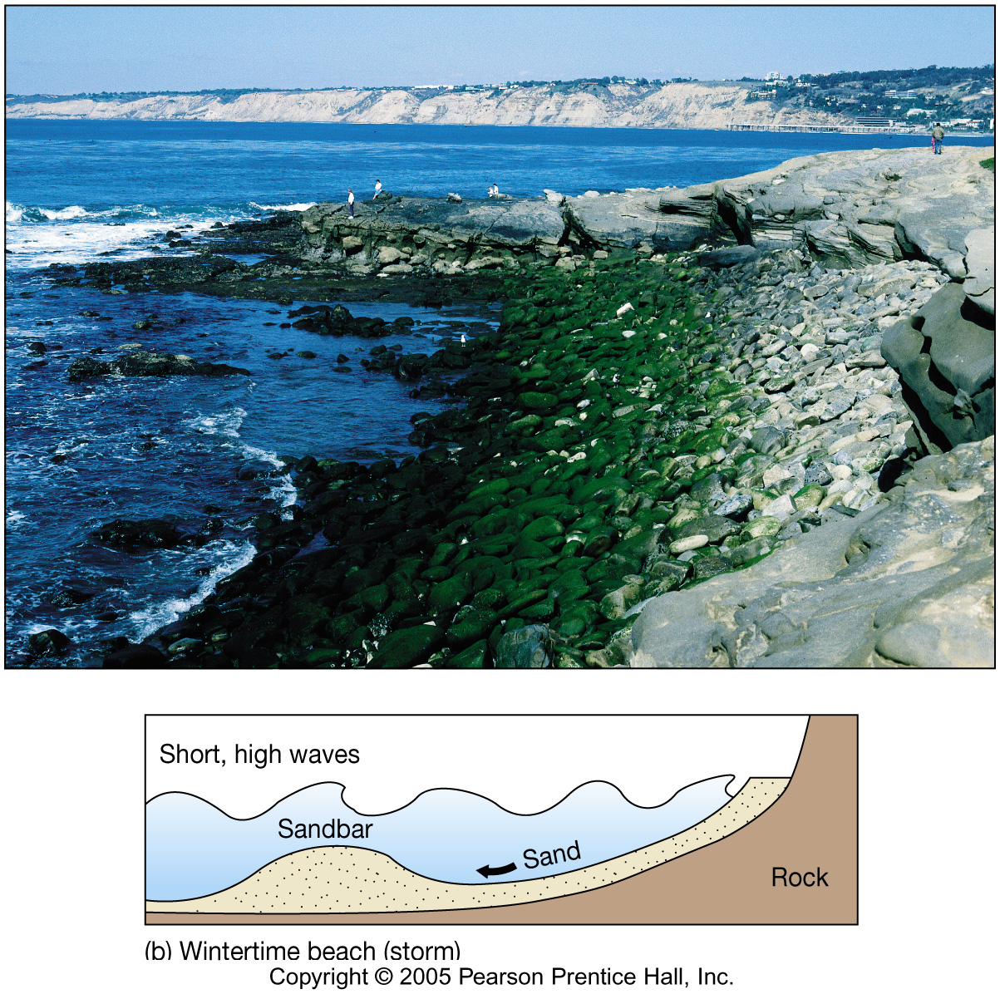 Short, high waves
Sandbar
Sand
Rock
(b) Wintertime beach (storm)
Copyright © 2005 Pearson Prentice Hall, Inc.